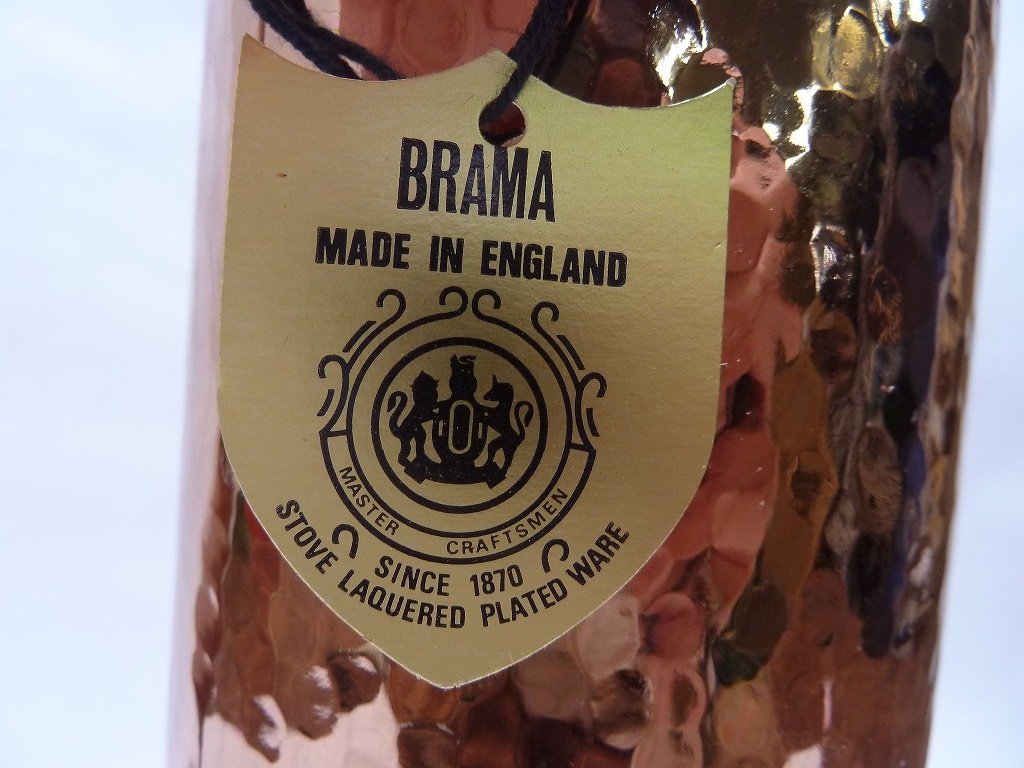 BRAMA
MADE IN ENGLAND
MASTER CRAFTSMEN
SINCE 1870
STOVE LAQUERED PLATED WARE